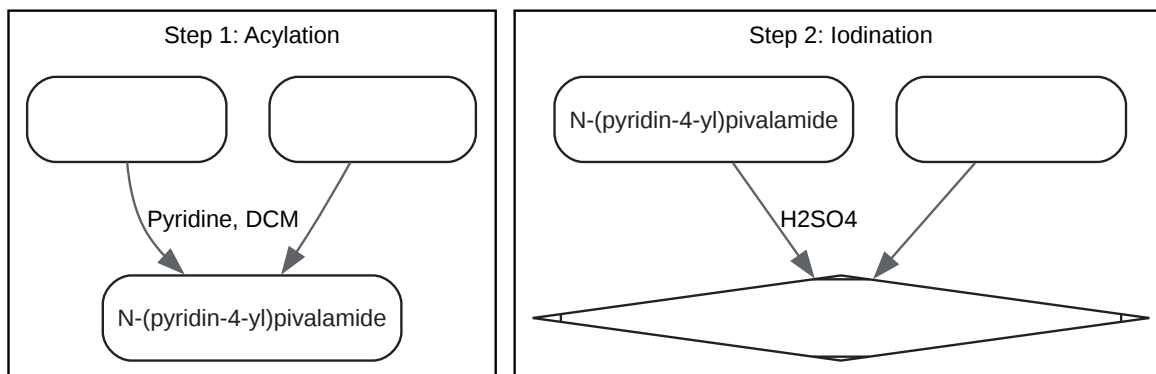 Step 1: Acylation
Pyridine, DCM
N-(pyridin-4-yl)pivalamide
Step 2: Iodination
N-(pyridin-4-yl)pivalamide
H2SO4